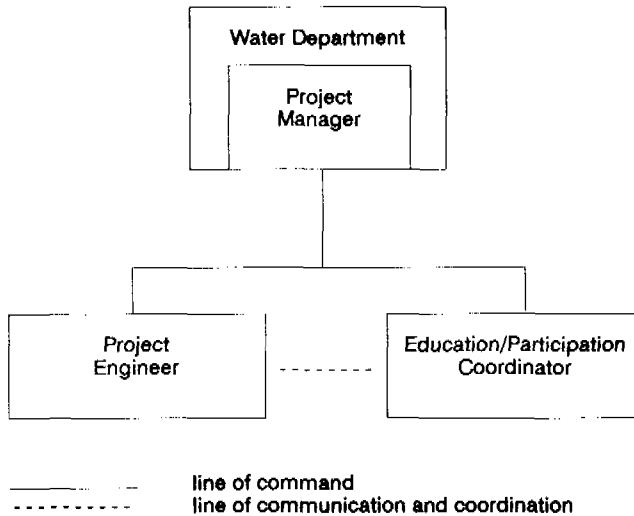 Water Department
Project
Manager
Project
Engineer
Education/Participation
Coordinator
line of command
line of communication and coordination